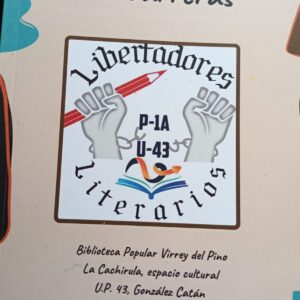 Libertadores
P-1A
U-43
Literarios
Biblioteca Popular Virrey del Pino
La Cachirula, espacio cultural
U.P. 43, González Catán